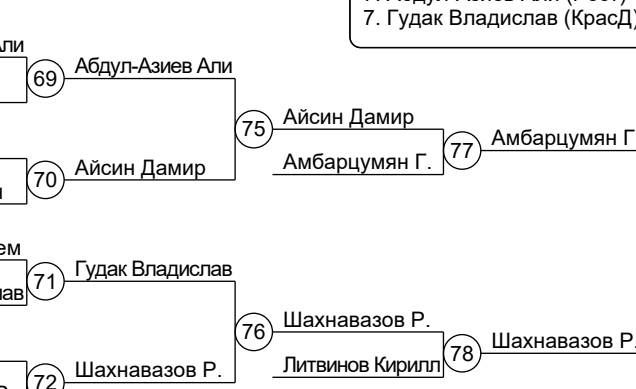 7. Гудак Владислав (КрасД)
69
Абдул-Азиев Али
75
Айсин Дамир
77
Амбарцумян Г.
Амбарцумян Г.
70
Айсин Дамир
71
Гудак Владислав
76
Шахнавазов Р.
78
Шахнавазов Р.
Литвинов Кирилл
72
Шахнавазов Р.